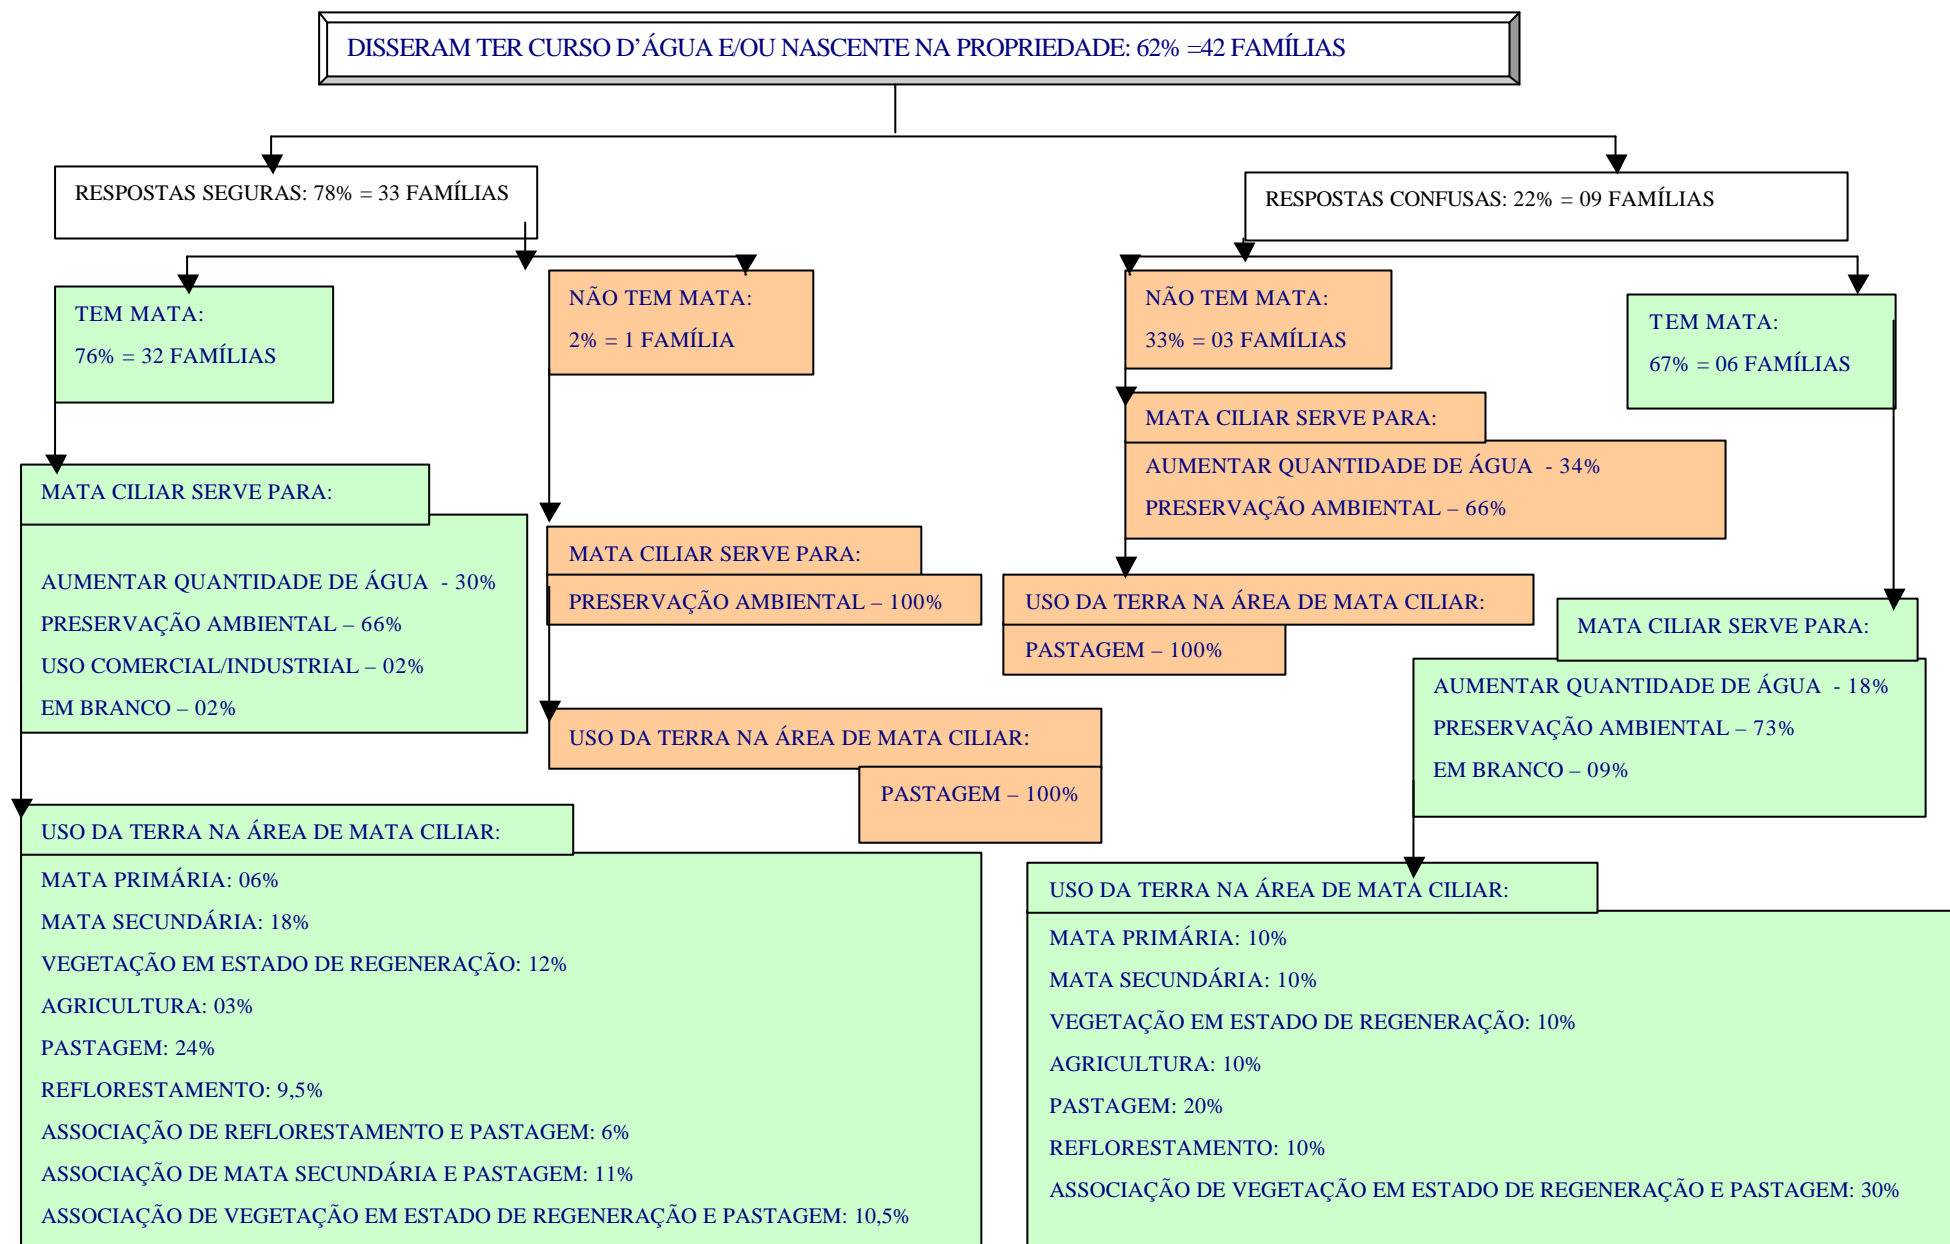 DISSERAM TER CURSO D'ÁGUA E/OU NASCENTE NA PROPRIEDADE: 62% =42 FAMÍLIAS
RESPOSTAS SEGURAS: 78% = 33 FAMÍLIAS
TEM MATA:
76% = 32 FAMÍLIAS
MATA CILIAR SERVE PARA:
AUMENTAR QUANTIDADE DE ÁGUA - 30%
PRESERVAÇÃO AMBIENTAL – 66%
USO COMERCIAL/INDUSTRIAL – 02%
EM BRANCO – 02%
USO DA TERRA NA ÁREA DE MATA CILIAR:
MATA PRIMÁRIA: 06%
MATA SECUNDÁRIA: 18%
VEGETAÇÃO EM ESTADO DE REGENERAÇÃO: 12%
AGRICULTURA: 03%
PASTAGEM: 24%
REFLORESTAMENTO: 9,5%
ASSOCIAÇÃO DE REFLORESTAMENTO E PASTAGEM: 6%
ASSOCIAÇÃO DE MATA SECUNDÁRIA E PASTAGEM: 11%
ASSOCIAÇÃO DE VEGETAÇÃO EM ESTADO DE REGENERAÇÃO E PASTAGEM: 10,5%
NÃO TEM MATA:
2% = 1 FAMÍLIA
MATA CILIAR SERVE PARA:
PRESERVAÇÃO AMBIENTAL – 100%
USO DA TERRA NA ÁREA DE MATA CILIAR:
PASTAGEM – 100%
RESPOSTAS CONFUSAS: 22% = 09 FAMÍLIAS
NÃO TEM MATA:
33% = 03 FAMÍLIAS
MATA CILIAR SERVE PARA:
AUMENTAR QUANTIDADE DE ÁGUA - 34%
PRESERVAÇÃO AMBIENTAL – 66%
USO DA TERRA NA ÁREA DE MATA CILIAR:
PASTAGEM – 100%
TEM MATA:
67% = 06 FAMÍLIAS
MATA CILIAR SERVE PARA:
AUMENTAR QUANTIDADE DE ÁGUA - 18%
PRESERVAÇÃO AMBIENTAL – 73%
EM BRANCO – 09%
USO DA TERRA NA ÁREA DE MATA CILIAR:
MATA PRIMÁRIA: 10%
MATA SECUNDÁRIA: 10%
VEGETAÇÃO EM ESTADO DE REGENERAÇÃO: 10%
AGRICULTURA: 10%
PASTAGEM: 20%
REFLORESTAMENTO: 10%
ASSOCIAÇÃO DE VEGETAÇÃO EM ESTADO DE REGENERAÇÃO E PASTAGEM: 30%